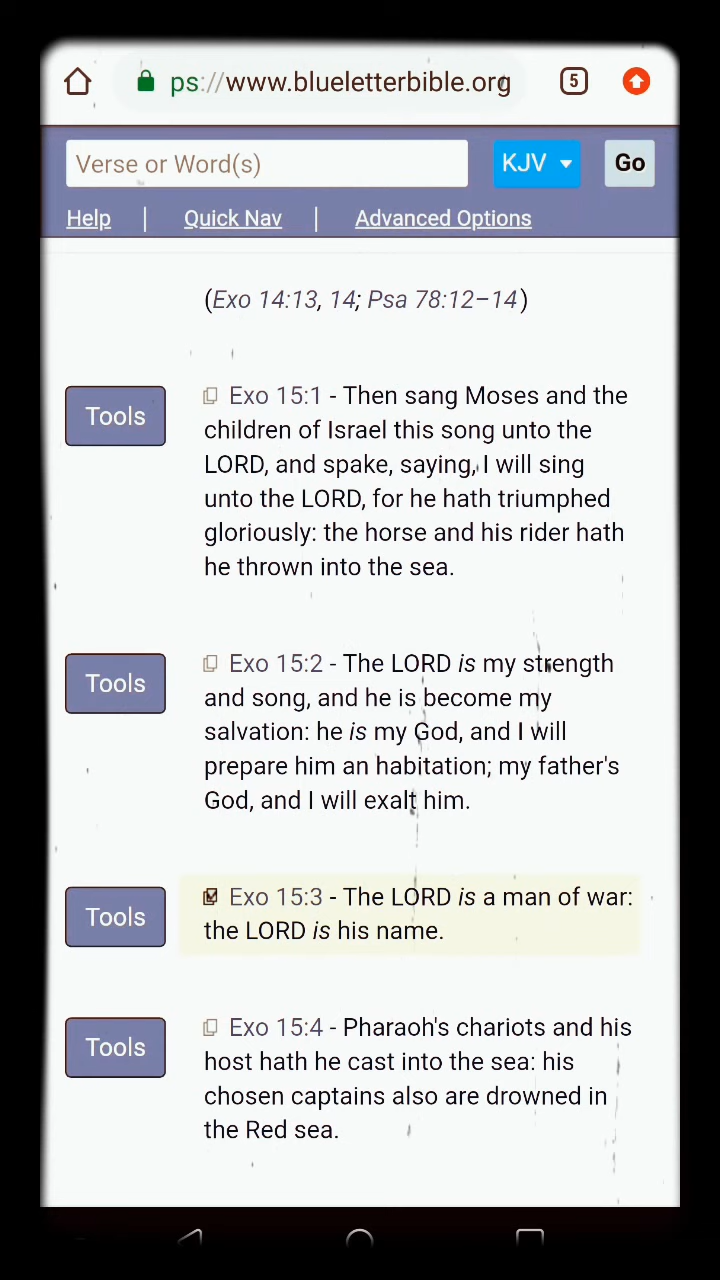 ps://www.blueletterbible.org
5
Verse or Word(s)
KJV
Go
Help | Quick Nav | Advanced Options
(Exo 14:13, 14; Psa 78:12–14)
Tools
Exo 15:1 - Then sang Moses and the
children of Israel this song unto the
LORD, and spake, saying, I will sing
unto the LORD, for he hath triumphed
gloriously: the horse and his rider hath
he thrown into the sea.
Tools
Exo 15:2 - The LORD is my strength
and song, and he is become my
salvation: he is my God, and I will
prepare him an habitation; my father's
God, and I will exalt him.
Tools
Exo 15:3 - The LORD is a man of war:
the LORD is his name.
Tools
Exo 15:4 - Pharaoh's chariots and his
host hath he cast into the sea: his
chosen captains also are drowned in
the Red sea.